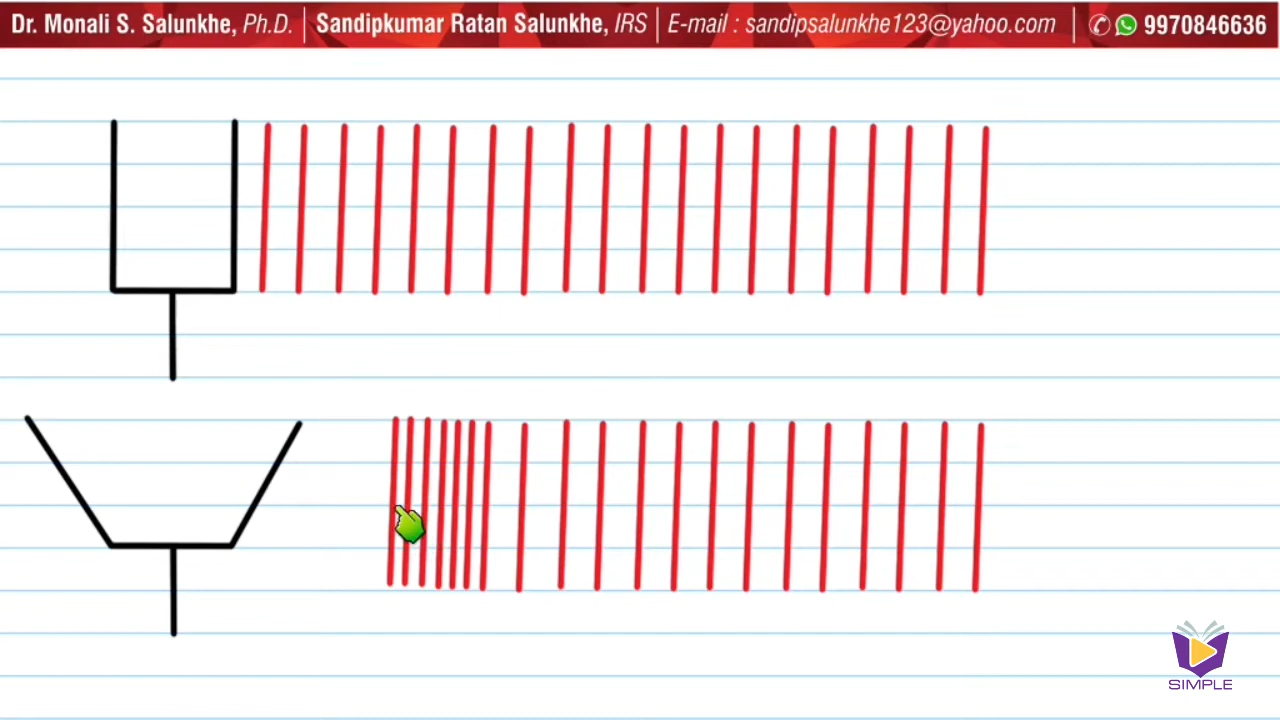 Dr. Monali S. Salunkhe, Ph.D. | Sandipkumar Ratan Salunkhe, IRS | E-mail : sandipsalunkhe123@yahoo.com | 9970846636
SIMPLE